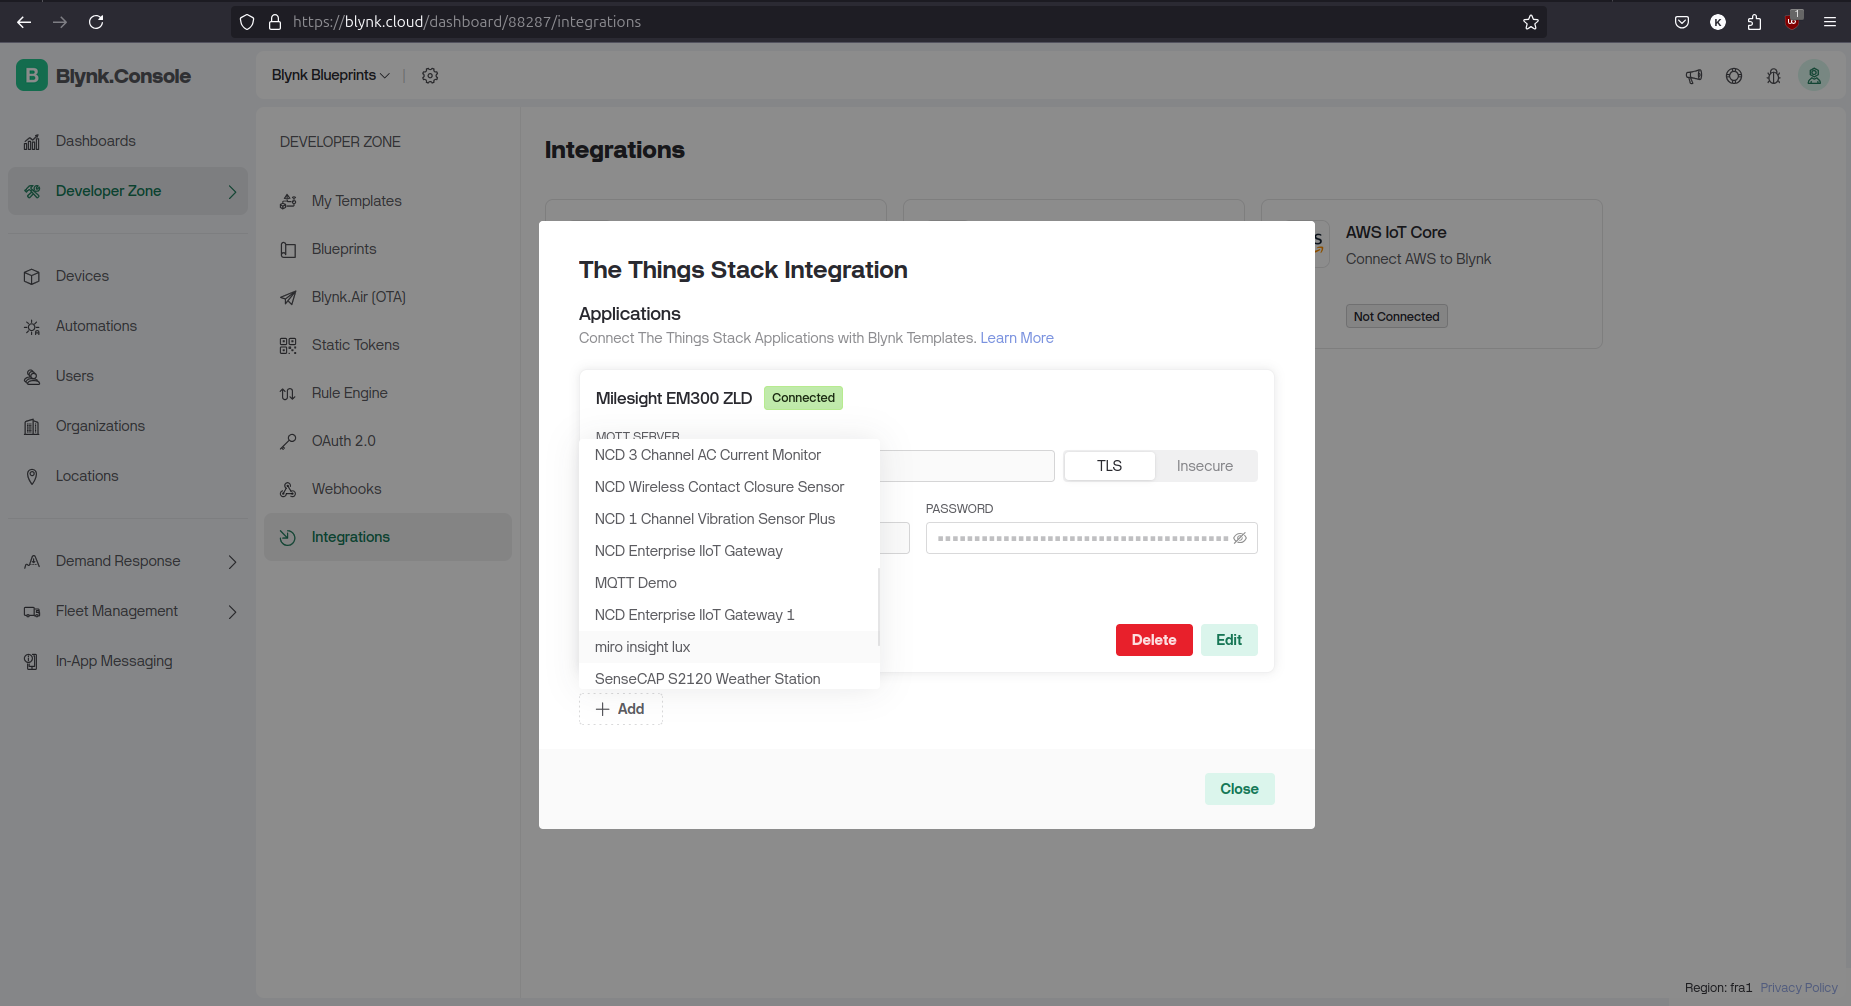 https://blynk.cloud/dashboard/88287/integrations
1
B Blynk.Console
Blynk Blueprints
Dashboards
Developer Zone
Devices
Automations
Users
Organizations
Locations
Demand Response
Fleet Management
In-App Messaging
DEVELOPER ZONE
My Templates
Blueprints
Blynk.Air (OTA)
Static Tokens
Rule Engine
OAuth 2.0
Webhooks
Integrations
Integrations
AWS IoT Core
Connect AWS to Blynk
Not Connected
The Things Stack Integration
Applications
Connect The Things Stack Applications with Blynk Templates. Learn More
Milesight EM300 ZLD Connected
MQTT SERVER
TLS Insecure
PASSWORD
NCD 3 Channel AC Current Monitor
NCD Wireless Contact Closure Sensor
NCD 1 Channel Vibration Sensor Plus
NCD Enterprise IIoT Gateway
MQTT Demo
NCD Enterprise IIoT Gateway 1
miro insight lux
SenseCAP S2120 Weather Station
Delete Edit
Add
Close
Region: fra1 Privacy Policy